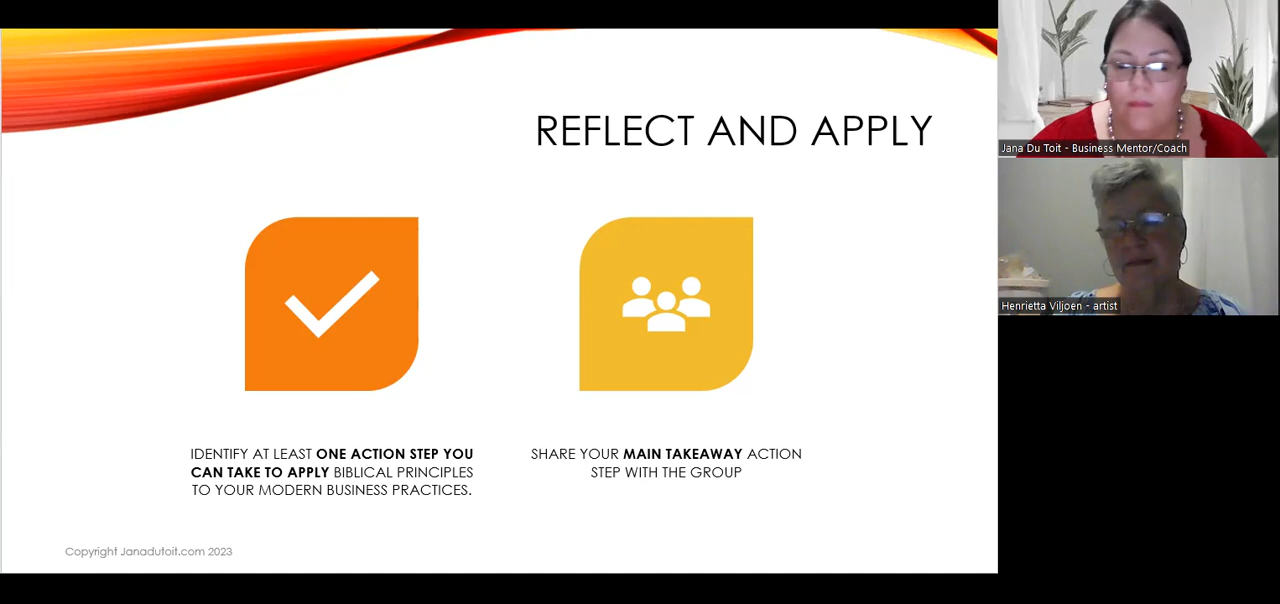 REFLECT AND APPLY
IDENTIFY AT LEAST ONE ACTION STEP YOU
CAN TAKE TO APPLY BIBLICAL PRINCIPLES
TO YOUR MODERN BUSINESS PRACTICES.
SHARE YOUR MAIN TAKEAWAY ACTION
STEP WITH THE GROUP
Copyright Janadutoit.com 2023
Jana Du Toit - Business Mentor/Coach
Henrietta Viljoen - artist